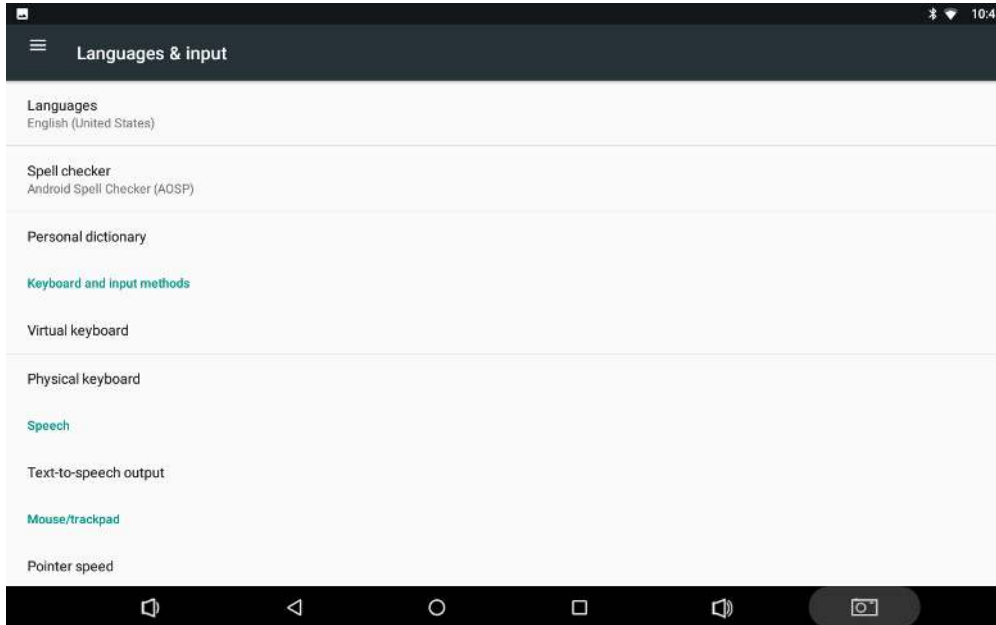 10:4
Languages & input
Languages
English (United States)
Spell checker
Android Spell Checker (AOSP)
Personal dictionary
Keyboard and input methods
Virtual keyboard
Physical keyboard
Speech
Text-to-speech output
Mouse/trackpad
Pointer speed